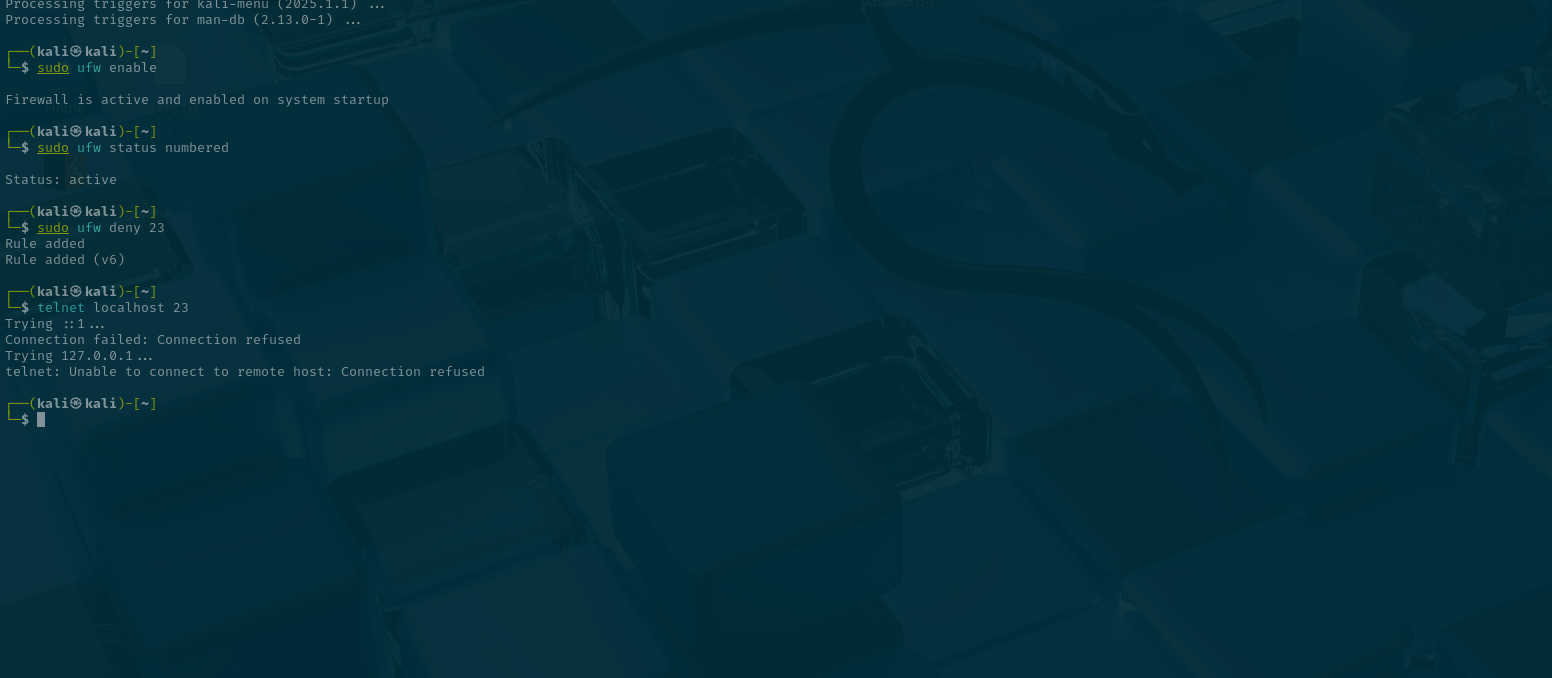 Processing triggers for kali-menu (2025.1.1) ...
Processing triggers for man-db (2.13.0-1) ...
┌──(kali㉿kali)-[~]
└─$ sudo ufw enable
Firewall is active and enabled on system startup
┌──(kali㉿kali)-[~]
└─$ sudo ufw status numbered
Status: active
┌──(kali㉿kali)-[~]
└─$ sudo ufw deny 23
Rule added
Rule added (v6)
┌──(kali㉿kali)-[~]
└─$ telnet localhost 23
Trying ::1...
Connection failed: Connection refused
Trying 127.0.0.1...
telnet: Unable to connect to remote host: Connection refused
┌──(kali㉿kali)-[~]
└─$